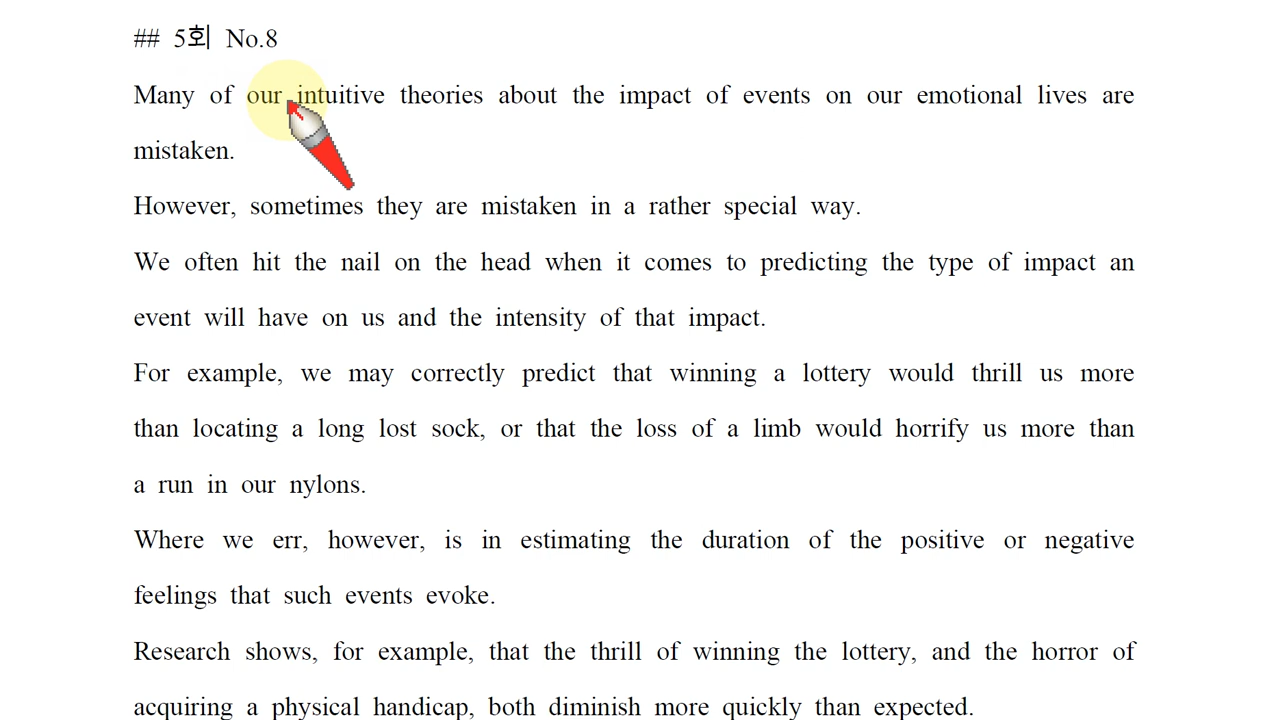 ## 5회 No.8
Many of our intuitive theories about the impact of events on our emotional lives are
mistaken.
However, sometimes they are mistaken in a rather special way.
We often hit the nail on the head when it comes to predicting the type of impact an
event will have on us and the intensity of that impact.
For example, we may correctly predict that winning a lottery would thrill us more
than locating a long lost sock, or that the loss of a limb would horrify us more than
a run in our nylons.
Where we err, however, is in estimating the duration of the positive or negative
feelings that such events evoke.
Research shows, for example, that the thrill of winning the lottery, and the horror of
acquiring a physical handicap, both diminish more quickly than expected.